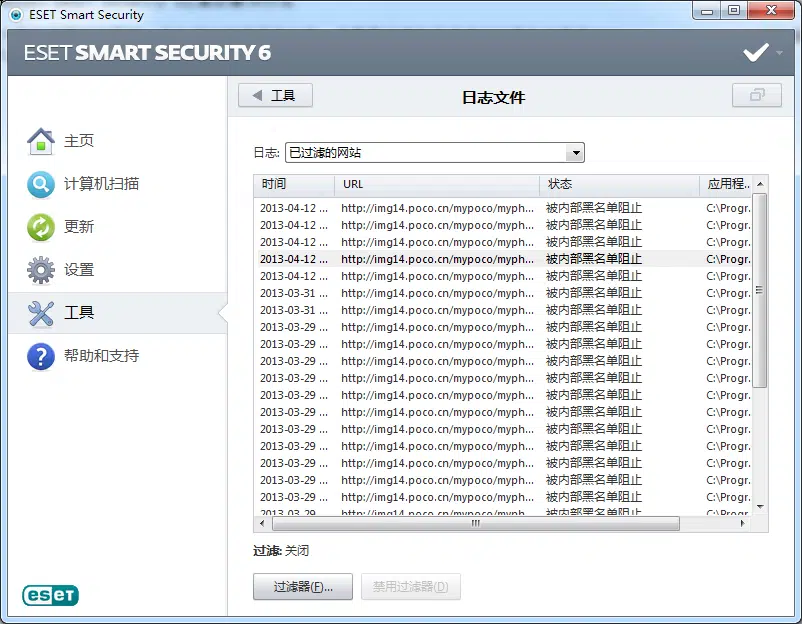 ESET Smart Security
ESET SMART SECURITY 6
工具
日志文件
主页
计算机扫描
更新
设置
工具
帮助和支持
日志: 已过滤的网站
时间 URL 状态 应用程...
2013-04-12 ... http://img14.poco.cn/mypoco/myph... 被内部黑名单阻止 C:\Progr.
2013-04-12 ... http://img14.poco.cn/mypoco/myph... 被内部黑名单阻止 C:\Progr.
2013-04-12 ... http://img14.poco.cn/mypoco/myph... 被内部黑名单阻止 C:\Progr.
2013-04-12 ... http://img14.poco.cn/mypoco/myph... 被内部黑名单阻止 C:\Progr.
2013-04-12 ... http://img14.poco.cn/mypoco/myph... 被内部黑名单阻止 C:\Progr.
2013-03-31 ... http://img14.poco.cn/mypoco/myph... 被内部黑名单阻止 C:\Progr.
2013-03-31 ... http://img14.poco.cn/mypoco/myph... 被内部黑名单阻止 C:\Progr.
2013-03-29 ... http://img14.poco.cn/mypoco/myph... 被内部黑名单阻止 C:\Progr.
2013-03-29 ... http://img14.poco.cn/mypoco/myph... 被内部黑名单阻止 C:\Progr.
2013-03-29 ... http://img14.poco.cn/mypoco/myph... 被内部黑名单阻止 C:\Progr.
2013-03-29 ... http://img14.poco.cn/mypoco/myph... 被内部黑名单阻止 C:\Progr.
2013-03-29 ... http://img14.poco.cn/mypoco/myph... 被内部黑名单阻止 C:\Progr.
2013-03-29 ... http://img14.poco.cn/mypoco/myph... 被内部黑名单阻止 C:\Progr.
2013-03-29 ... http://img14.poco.cn/mypoco/myph... 被内部黑名单阻止 C:\Progr.
2013-03-29 ... http://img14.poco.cn/mypoco/myph... 被内部黑名单阻止 C:\Progr.
2013-03-29 ... http://img14.poco.cn/mypoco/myph... 被内部黑名单阻止 C:\Progr.
2013-03-29 ... http://img14.poco.cn/mypoco/myph... 被内部黑名单阻止 C:\Progr.
2013-03-29 ... http://img14.poco.cn/mypoco/myph... 被内部黑名单阻止 C:\Progr.
2013-03-29 ... http://img14.poco.cn/mypoco/myph... 被内部黑名单阻止 C:\Progr.
过滤: 关闭
过滤器(F)... 禁用过滤器(D)
eseT